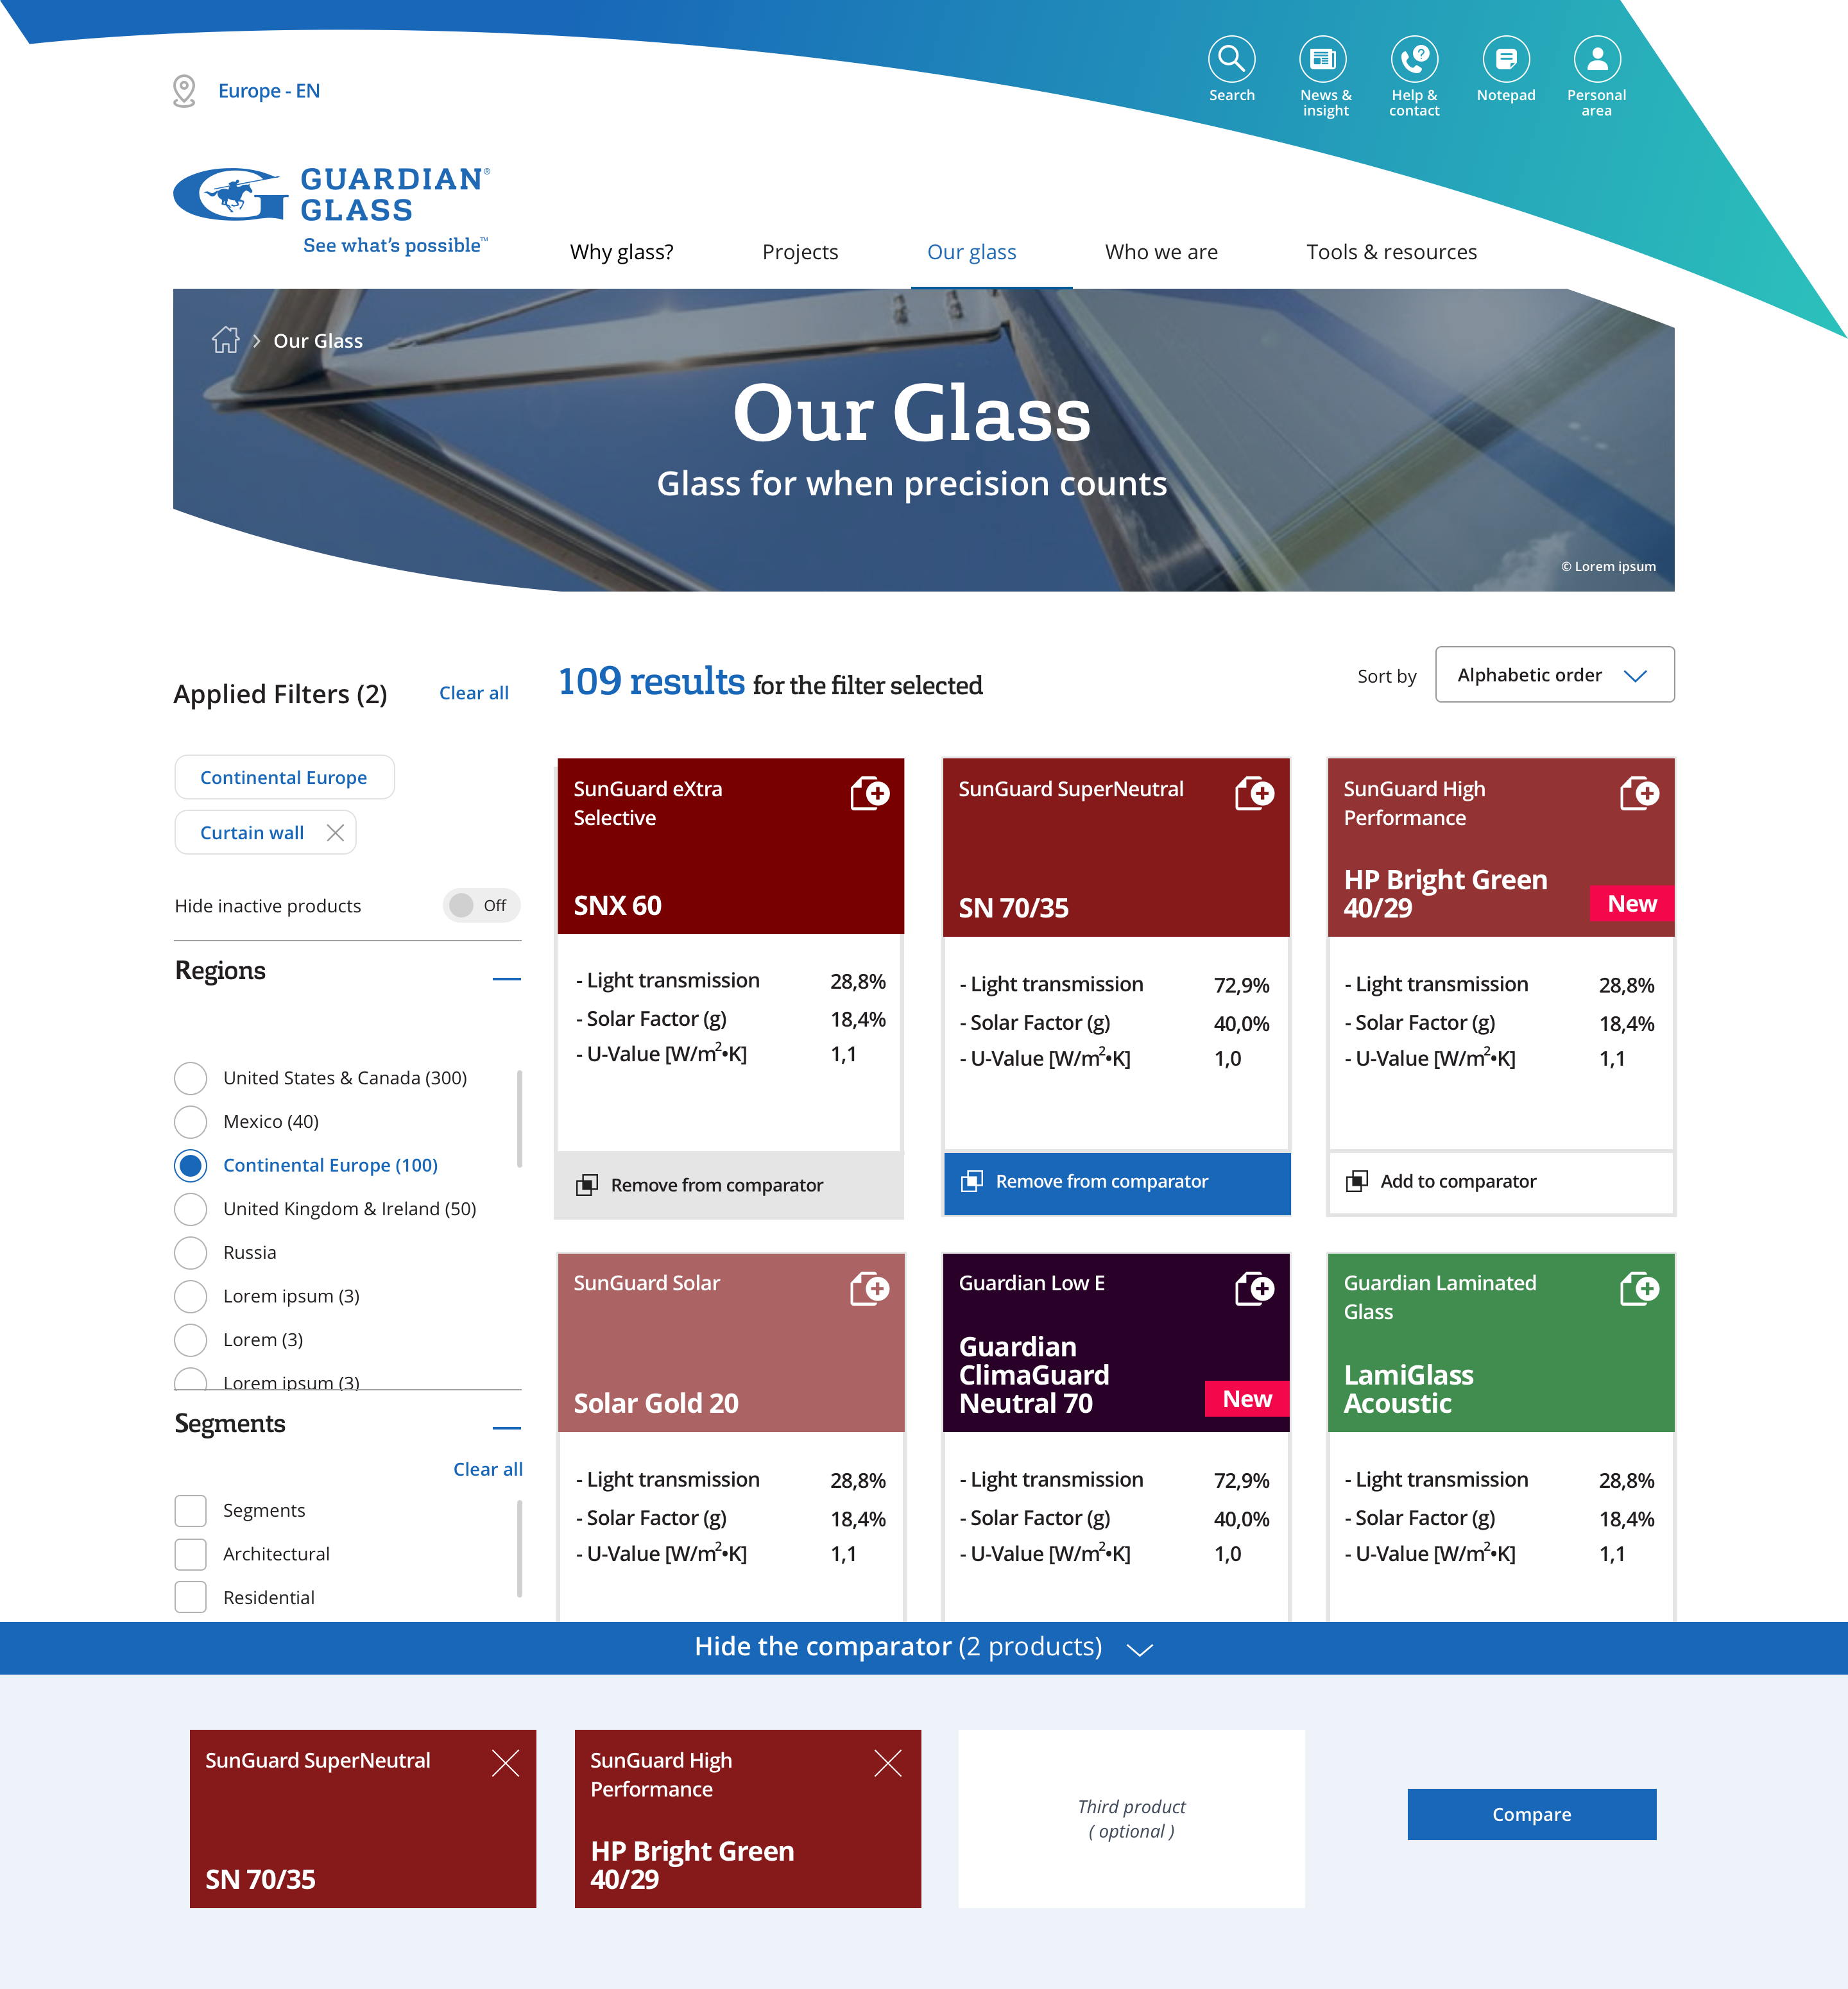 Europe - EN
Search
News &
insight
Help &
contact
Notepad
Personal
area
GUARDIAN®
GLASS
See what's possible™
Why glass?
Projects
Our glass
Who we are
Tools & resources
Our Glass
Our Glass
Glass for when precision counts
© Lorem ipsum
Applied Filters (2)
Clear all
109 results for the filter selected
Sort by
Alphabetic order
Continental Europe
Curtain wall
Hide inactive products
Off
Regions
United States & Canada (300)
Mexico (40)
Continental Europe (100)
United Kingdom & Ireland (50)
Russia
Lorem ipsum (3)
Lorem (3)
Lorem ipsum (3)
Segments
Clear all
Segments
Architectural
Residential
SunGuard eXtra
Selective
SNX 60
- Light transmission 28,8%
- Solar Factor (g) 18,4%
- U-Value [W/m²•K] 1,1
Remove from comparator
SunGuard SuperNeutral
SN 70/35
- Light transmission 72,9%
- Solar Factor (g) 40,0%
- U-Value [W/m²•K] 1,0
Remove from comparator
SunGuard High
Performance
HP Bright Green
40/29
New
- Light transmission 28,8%
- Solar Factor (g) 18,4%
- U-Value [W/m²•K] 1,1
Add to comparator
SunGuard Solar
Solar Gold 20
- Light transmission 28,8%
- Solar Factor (g) 18,4%
- U-Value [W/m²•K] 1,1
Guardian Low E
Guardian
ClimaGuard
Neutral 70
New
- Light transmission 72,9%
- Solar Factor (g) 40,0%
- U-Value [W/m²•K] 1,0
Guardian Laminated
Glass
LamiGlass
Acoustic
- Light transmission 28,8%
- Solar Factor (g) 18,4%
- U-Value [W/m²•K] 1,1
Hide the comparator (2 products)
SunGuard SuperNeutral
SN 70/35
SunGuard High
Performance
HP Bright Green
40/29
Third product
( optional )
Compare